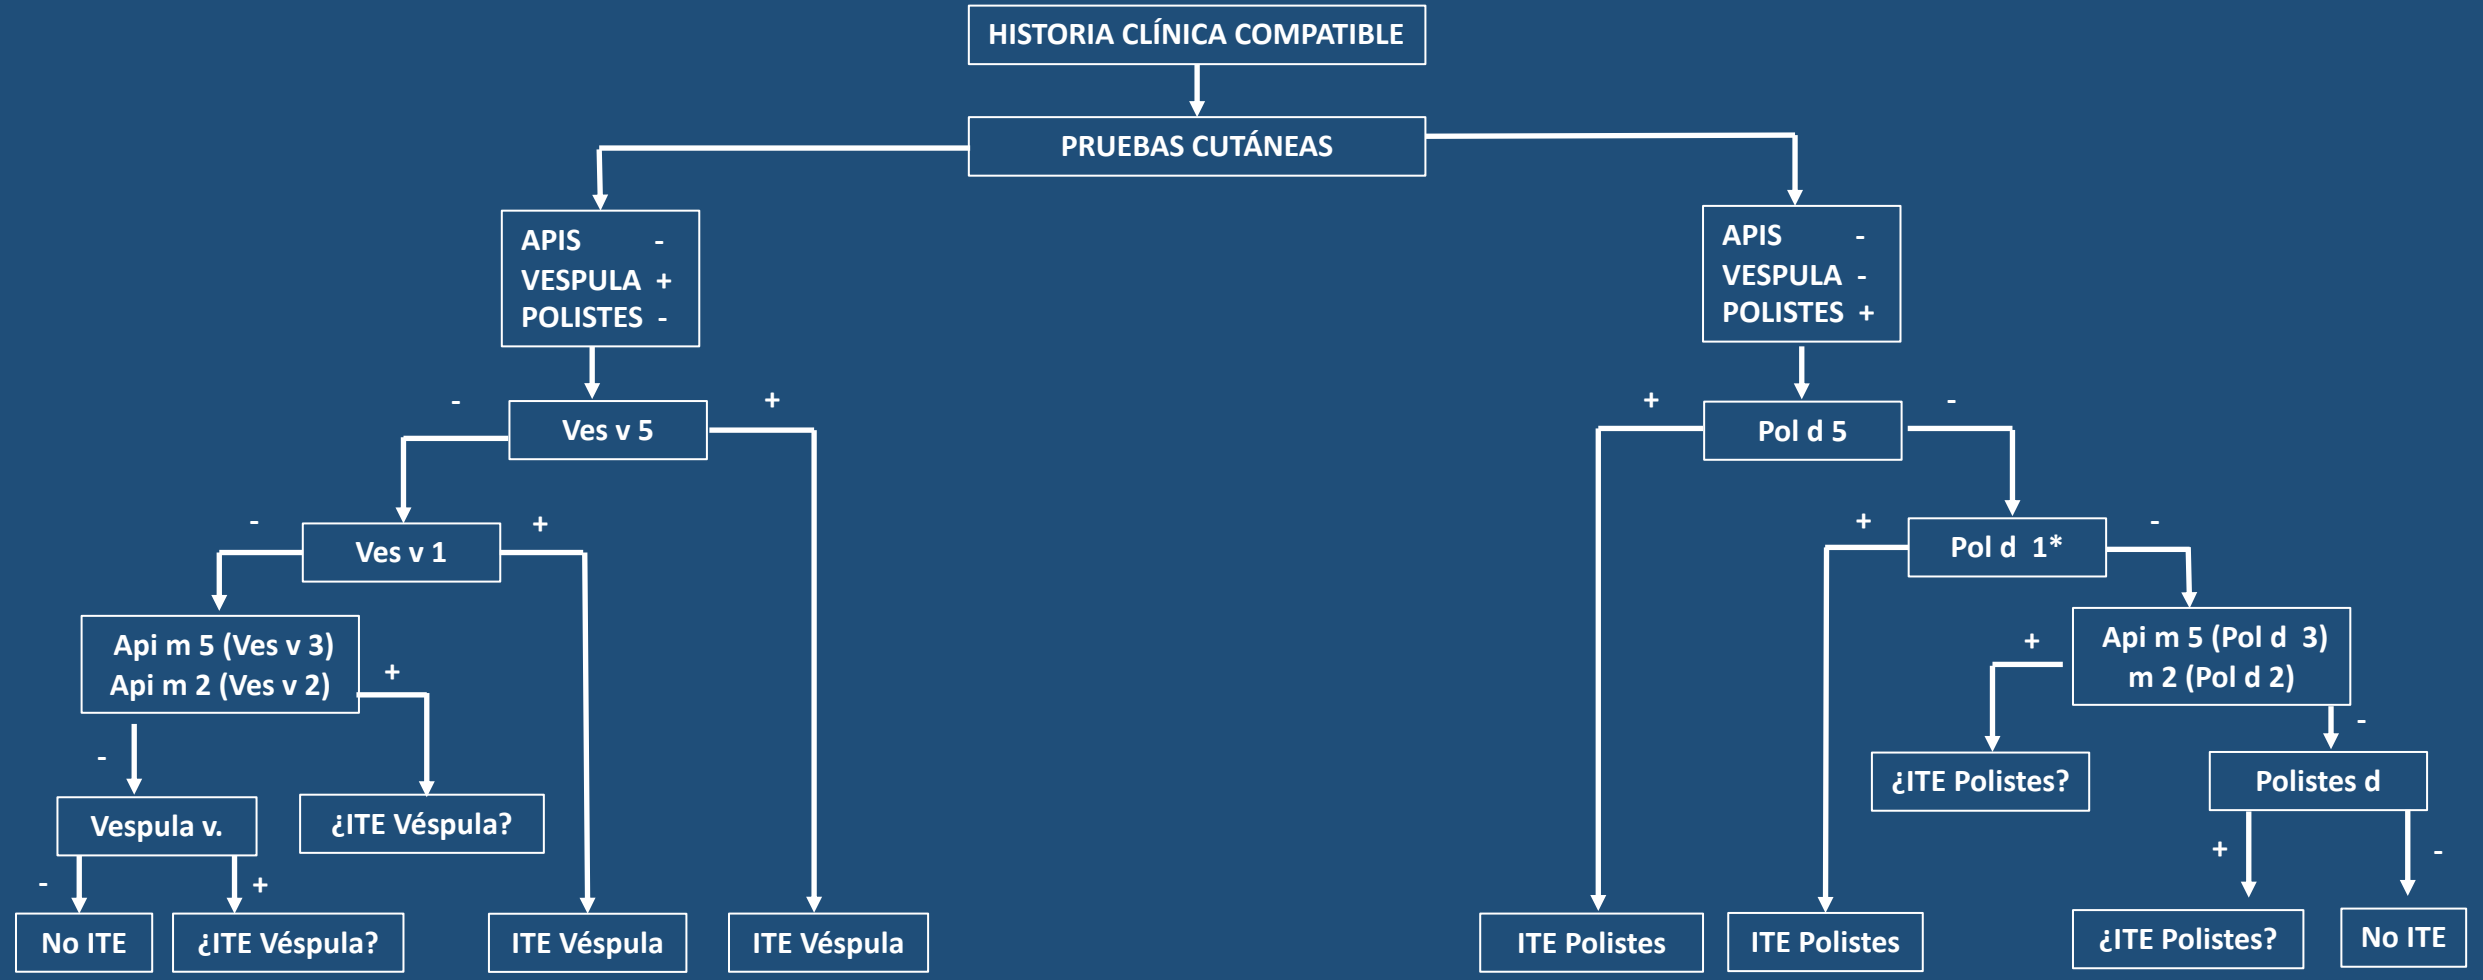 HISTORIA CLÍNICA COMPATIBLE
PRUEBAS CUTÁNEAS
APIS -
VESPULA +
POLISTES -
APIS -
VESPULA -
POLISTES +
-
+
Ves v 5
+
-
Pol d 5
-
+
Ves v 1
+
-
Pol d 1*
Api m 5 (Ves v 3)
Api m 2 (Ves v 2)
+
-
+
Api m 5 (Pol d 3)
m 2 (Pol d 2)
-
Vespula v.
¿ITE Véspula?
¿ITE Polistes?
Polistes d
-
+
+
-
No ITE
¿ITE Véspula?
ITE Véspula
ITE Véspula
ITE Polistes
ITE Polistes
¿ITE Polistes?
No ITE